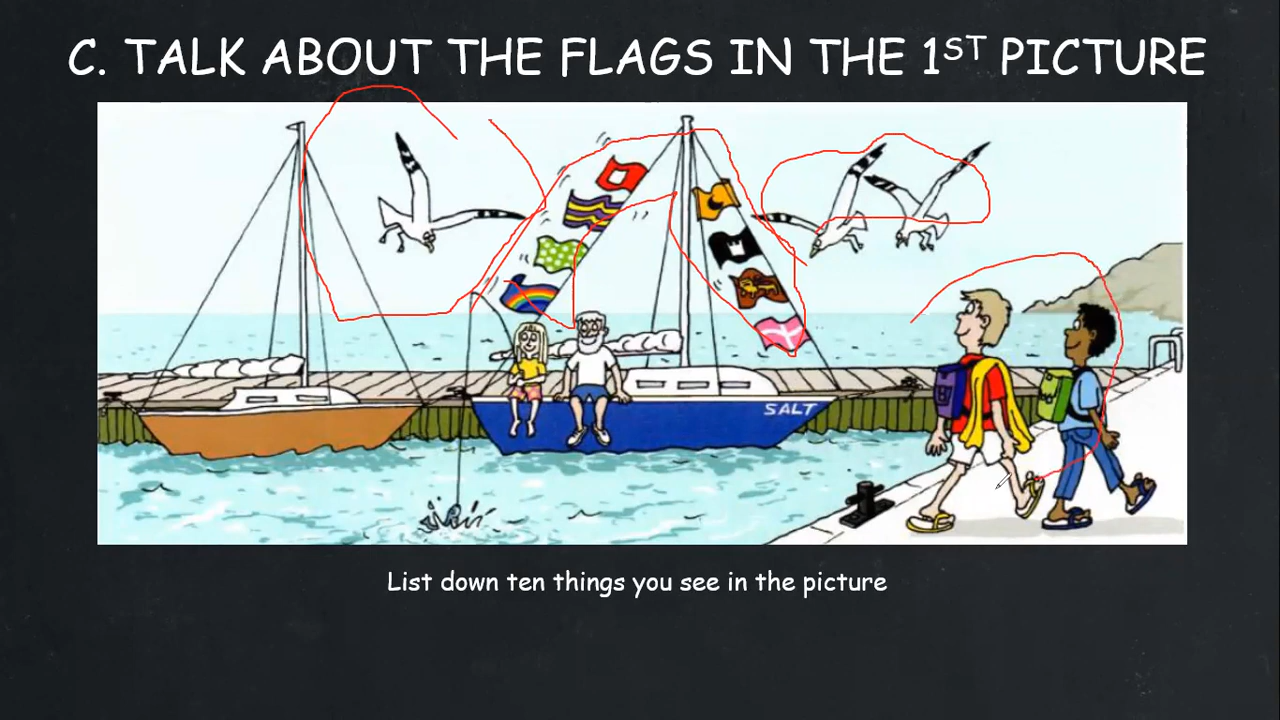 C. TALK ABOUT THE FLAGS IN THE 1ST PICTURE
SALT
List down ten things you see in the picture